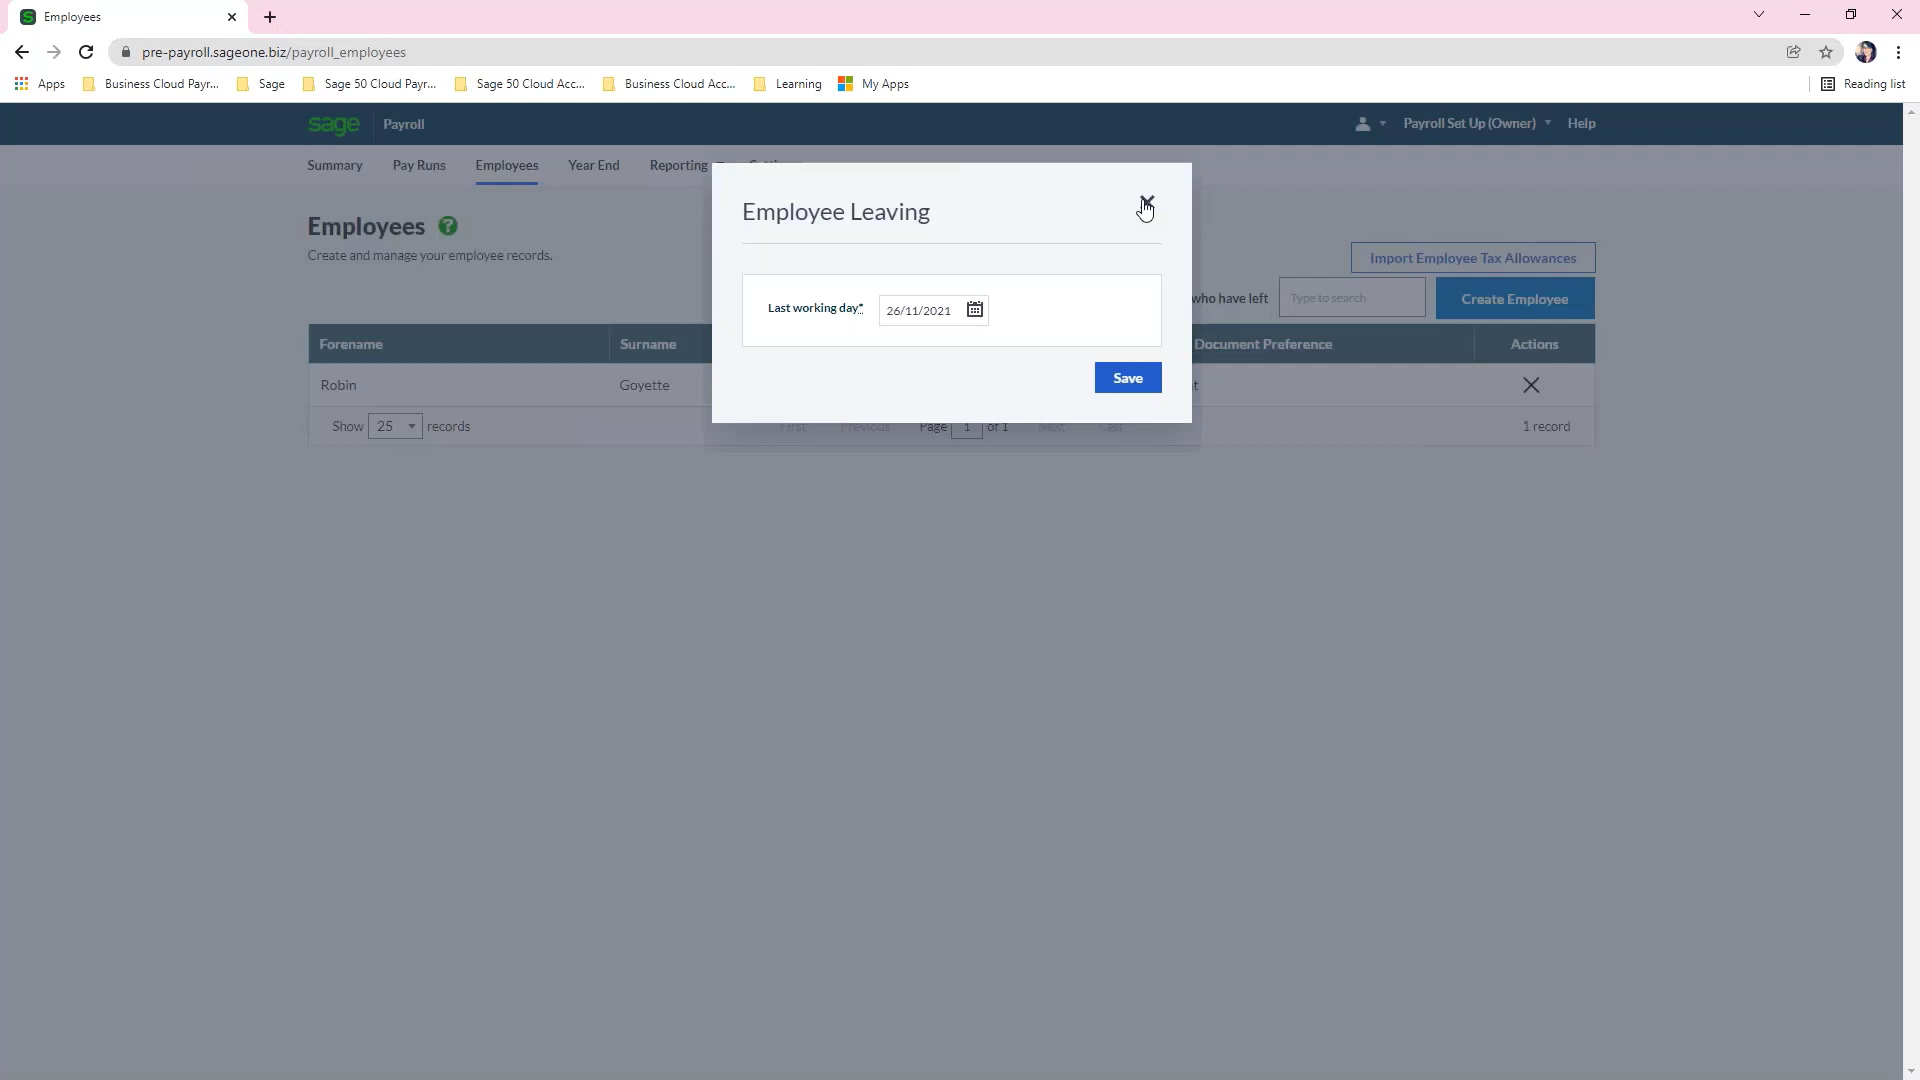 Employees
pre-payroll.sageone.biz/payroll_employees
Apps
Business Cloud Payr...
Sage
Sage 50 Cloud Payr...
Sage 50 Cloud Acc...
Business Cloud Acc...
Learning
My Apps
Reading list
sage
Payroll
Payroll Set Up (Owner)
Help
Summary
Pay Runs
Employees
Year End
Reporting
Employee Leaving
Employees
Create and manage your employee records.
Import Employee Tax Allowances
who have left
Type to search
Create Employee
Last working day*
26/11/2021
Save
Forename
Surname
Document Preference
Actions
Robin
Goyette
Show 25 records
First
Previous
Page 1 of 1
Next
Last
1 record